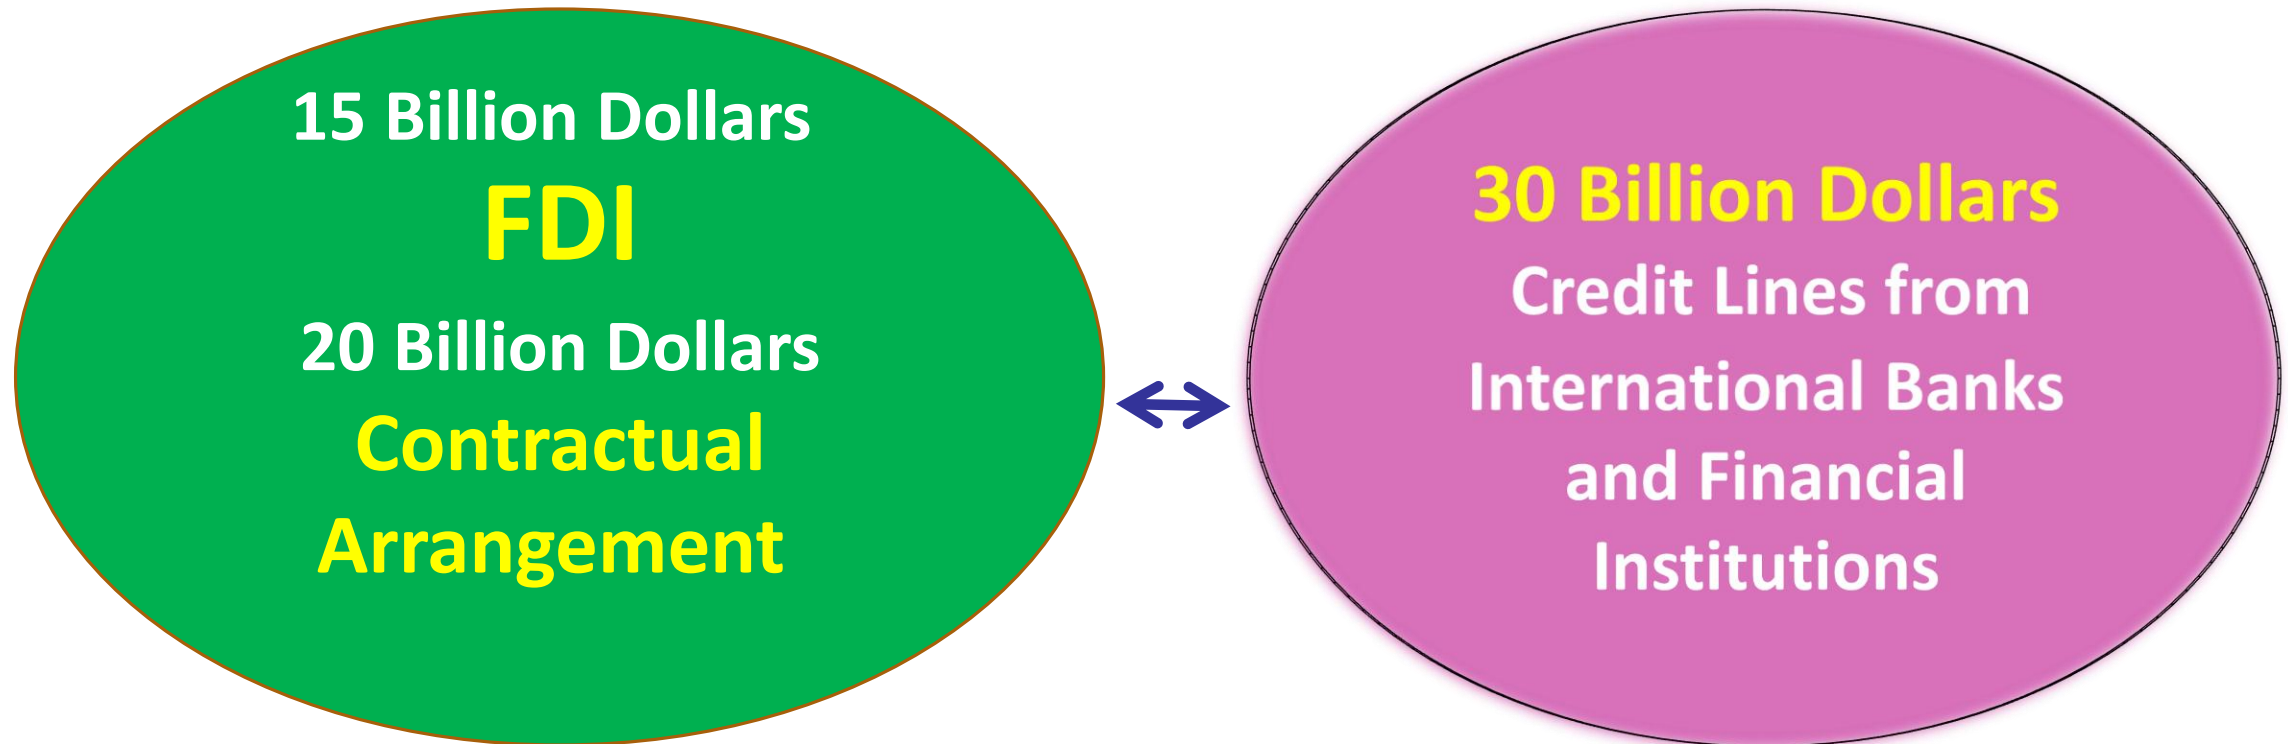 15 Billion Dollars
FDI
20 Billion Dollars
Contractual
Arrangement
30 Billion Dollars
Credit Lines from
International Banks
and Financial
Institutions